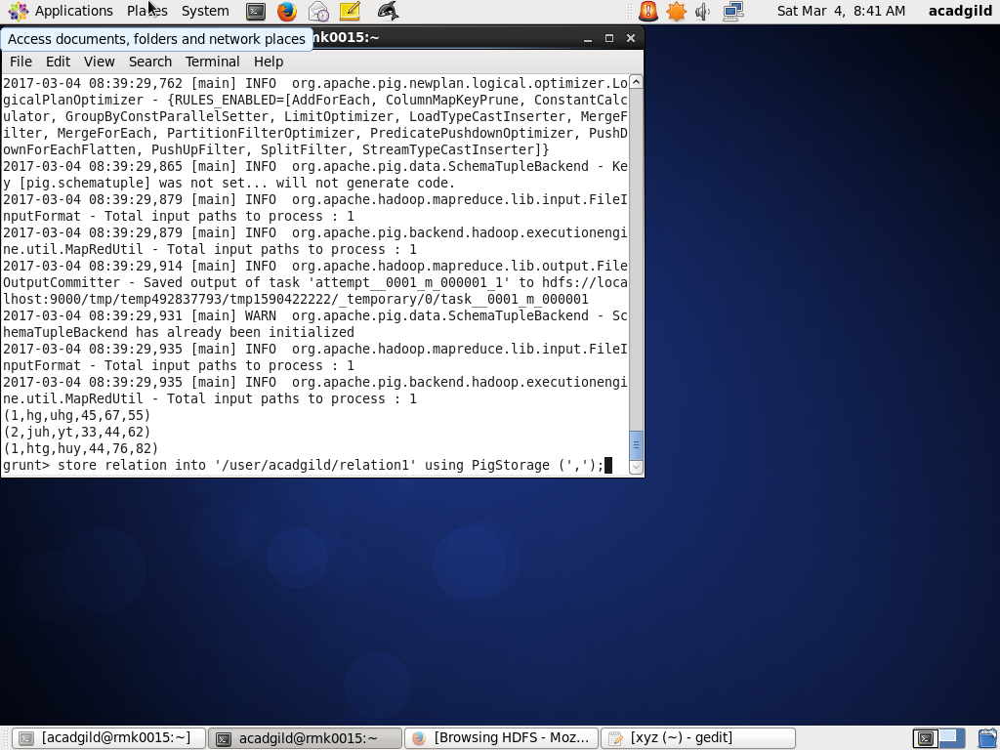 Applications Places System Sat Mar 4, 8:41 AM acadgild
Access documents, folders and network places
rmk0015:~
File Edit View Search Terminal Help
2017-03-04 08:39:29,762 [main] INFO  org.apache.pig.newplan.logical.optimizer.Lo
gicalPlanOptimizer - {RULES_ENABLED=[AddForEach, ColumnMapKeyPrune, ConstantCalc
ulator, GroupByConstParallelSetter, LimitOptimizer, LoadTypeCastInserter, MergeF
ilter, MergeForEach, PartitionFilterOptimizer, PredicatePushdownOptimizer, PushD
ownForEachFlatten, PushUpFilter, SplitFilter, StreamTypeCastInserter]}
2017-03-04 08:39:29,865 [main] INFO  org.apache.pig.data.SchemaTupleBackend - Ke
y [pig.schematuple] was not set... will not generate code.
2017-03-04 08:39:29,879 [main] INFO  org.apache.hadoop.mapreduce.lib.input.FileI
nputFormat - Total input paths to process : 1
2017-03-04 08:39:29,879 [main] INFO  org.apache.pig.backend.hadoop.executionengi
ne.util.MapRedUtil - Total input paths to process : 1
2017-03-04 08:39:29,914 [main] INFO  org.apache.hadoop.mapreduce.lib.output.File
OutputCommitter - Saved output of task 'attempt__0001_m_000001_1' to hdfs://loca
lhost:9000/tmp/temp492837793/tmp1590422222/_temporary/0/task__0001_m_000001
2017-03-04 08:39:29,931 [main] WARN  org.apache.pig.data.SchemaTupleBackend - Sc
hemaTupleBackend has already been initialized
2017-03-04 08:39:29,935 [main] INFO  org.apache.hadoop.mapreduce.lib.input.FileI
nputFormat - Total input paths to process : 1
2017-03-04 08:39:29,935 [main] INFO  org.apache.pig.backend.hadoop.executionengi
ne.util.MapRedUtil - Total input paths to process : 1
(1,hg,uhg,45,67,55)
(2,juh,yt,33,44,62)
(1,htg,huy,44,76,82)
grunt> store relation into '/user/acadgild/relation1' using PigStorage (',');
[acadgild@rmk0015:~] acadgild@rmk0015:~ [Browsing HDFS - Moz... [xyz (~) - gedit]